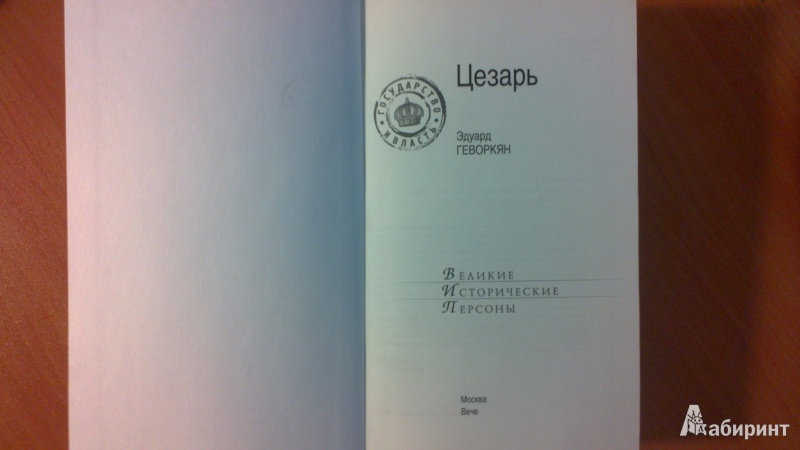 Цезарь
• ГОСУДАРСТВО •
И ВЛАСТЬ
Эдуард
ГЕВОРКЯН
ВЕЛИКИЕ
ИСТОРИЧЕСКИЕ
ПЕРСОНЫ
Москва
Вече
Лабиринт